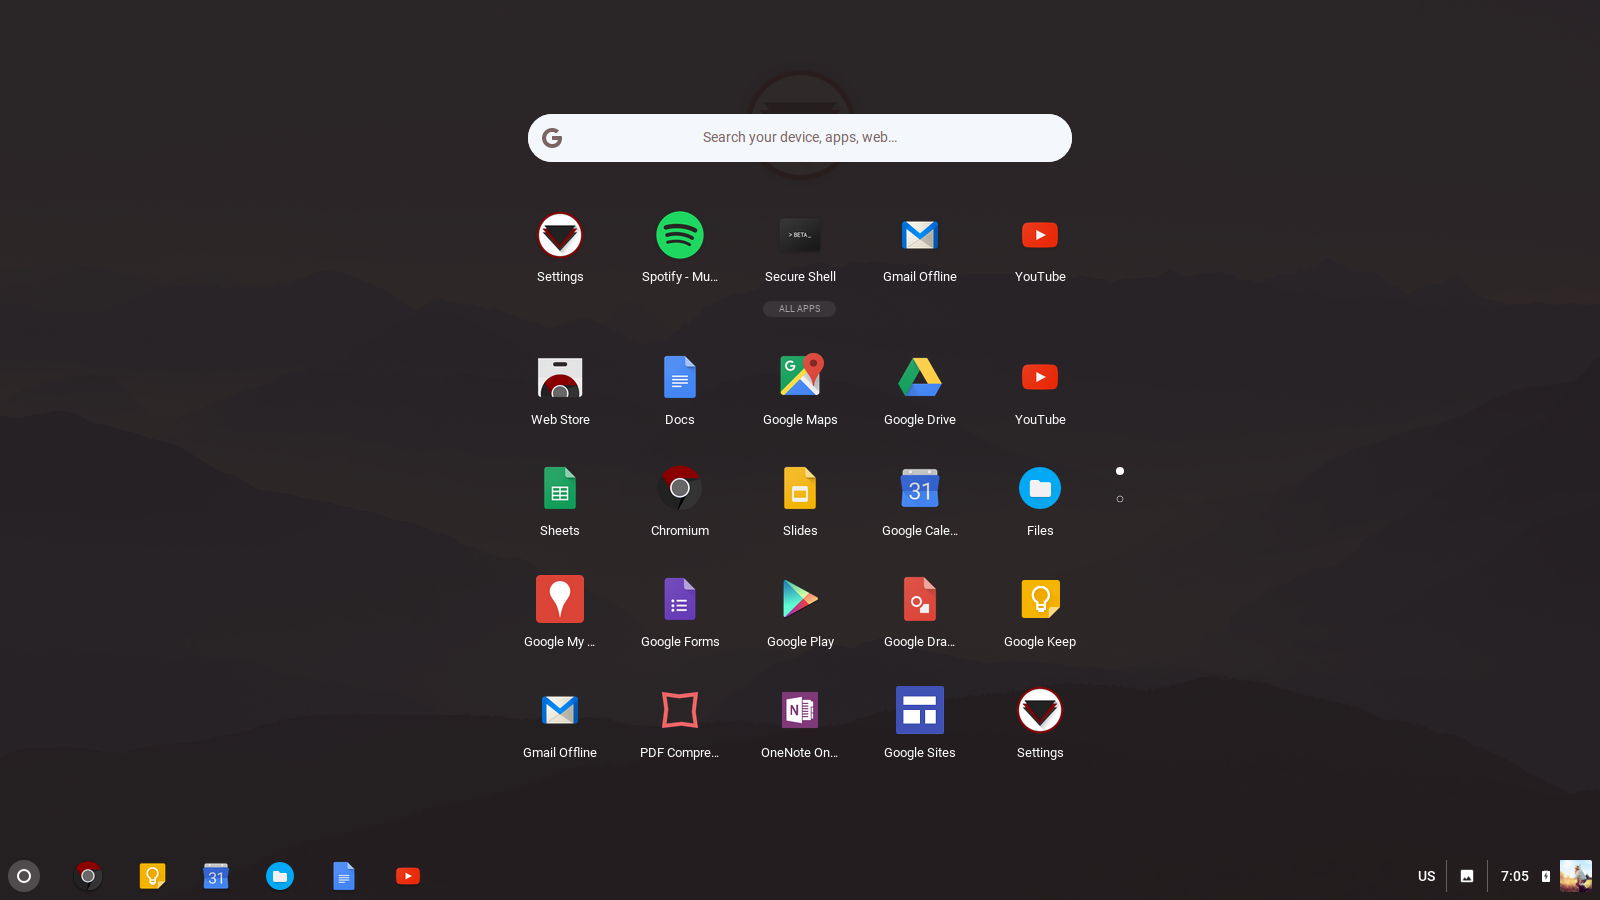 Search your device, apps, web...
Settings
Spotify - Mu...
> BETA_
Secure Shell
Gmail Offline
YouTube
ALL APPS
Web Store
Docs
G
Google Maps
Google Drive
YouTube
Sheets
Chromium
Slides
31
Google Cale...
Files
Google My ...
Google Forms
Google Play
Google Dra...
Google Keep
Gmail Offline
PDF Compre...
N
OneNote On...
Google Sites
Settings
31
US
7:05